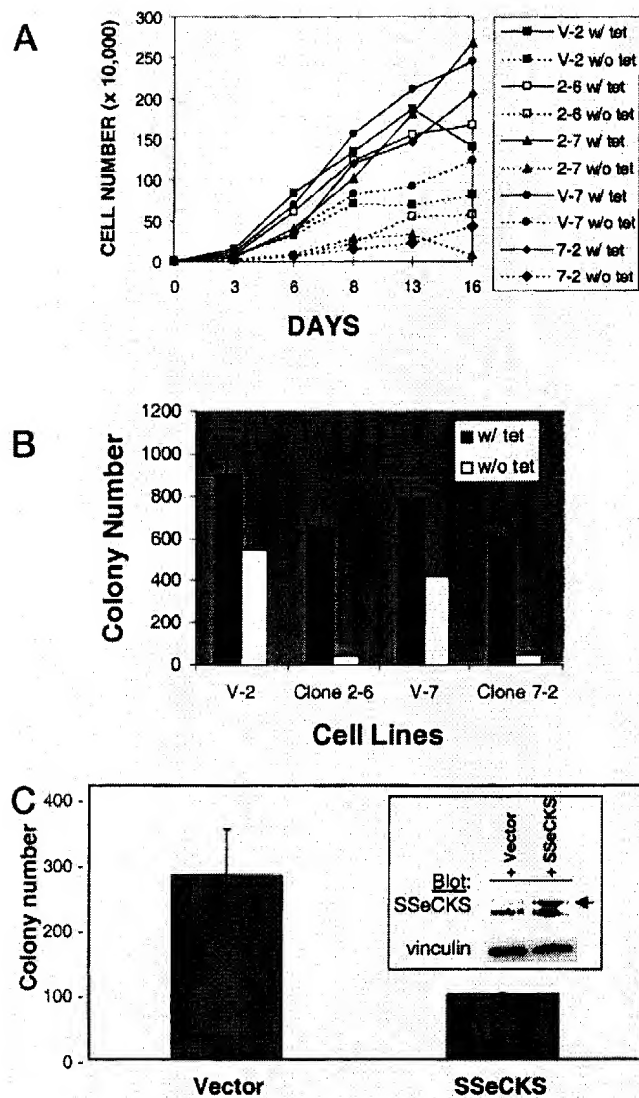 A
CELL NUMBER (x 10,000)
300
250
200
150
100
50
0
0 3 6 8 13 16
DAYS
V-2 w/ tet
V-2 w/o tet
2-6 w/ tet
2-6 w/o tet
2-7 w/ tet
2-7 w/o tet
V-7 w/ tet
V-7 w/o tet
7-2 w/ tet
7-2 w/o tet
B
Colony Number
1200
1000
800
600
400
200
0
w/ tet
w/o tet
V-2 Clone 2-6 V-7 Clone 7-2
Cell Lines
C
Colony number
400 -
300 -
200 -
100 -
0 -
+ Vector
+ SSeCKS
Blot:
SSeCKS
vinculin
Vector SSeCKS